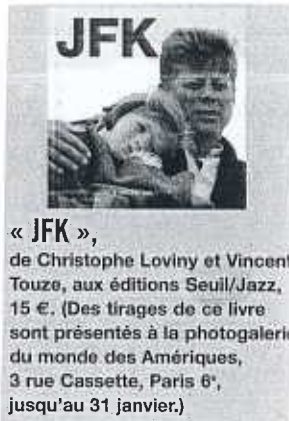 JFK
« JFK »,
de Christophe Loviny et Vincent
Touze, aux éditions Seuil/Jazz,
15 €. (Des tirages de ce livre
sont présentés à la photogalerie
du monde des Amériques,
3 rue Cassette, Paris 6e,
jusqu'au 31 janvier.)